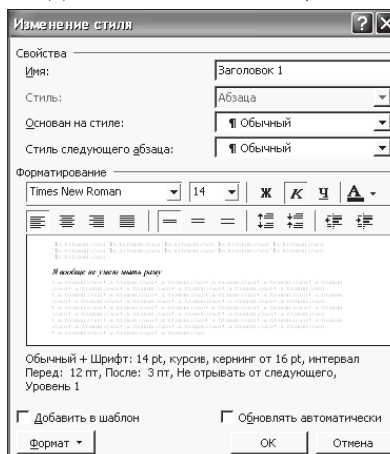 Изменение стиля
Свойства
Имя:
Заголовок 1
Стиль:
Абзаца
Основан на стиле:
¶ Обычный
Стиль следующего абзаца:
¶ Обычный
Форматирование
Times New Roman 14 Ж К Ч А
Я вообще не умею мыть раму
Обычный + Шрифт: 14 pt, курсив, кернинг от 16 pt, интервал
Перед: 12 пт, После: 3 пт, Не отрывать от следующего,
Уровень 1
Добавить в шаблон
Обновлять автоматически
Формат
ОК
Отмена